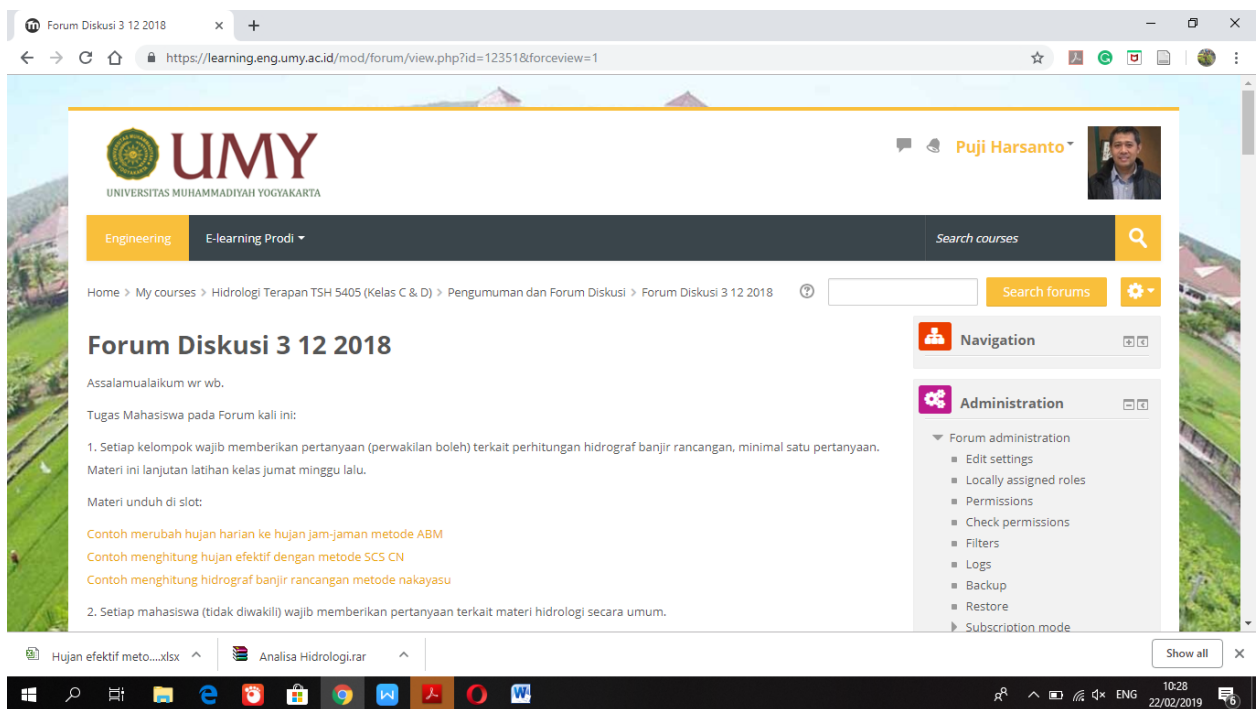 Forum Diskusi 3 12 2018
https://learning.eng.umy.ac.id/mod/forum/view.php?id=12351&forceview=1
UMY
UNIVERSITAS MUHAMMADIYAH YOGYAKARTA
Puji Harsanto
Engineering
E-learning Prodi
Search courses
Home > My courses > Hidrologi Terapan TSH 5405 (Kelas C & D) > Pengumuman dan Forum Diskusi > Forum Diskusi 3 12 2018
Search forums
Forum Diskusi 3 12 2018
Assalamualaikum wr wb.
Tugas Mahasiswa pada Forum kali ini:
1. Setiap kelompok wajib memberikan pertanyaan (perwakilan boleh) terkait perhitungan hidrograf banjir rancangan, minimal satu pertanyaan.
Materi ini lanjutan latihan kelas jumat minggu lalu.
Materi unduh di slot:
Contoh merubah hujan harian ke hujan jam-jaman metode ABM
Contoh menghitung hujan efektif dengan metode SCS CN
Contoh menghitung hidrograf banjir rancangan metode nakayasu
2. Setiap mahasiswa (tidak diwakili) wajib memberikan pertanyaan terkait materi hidrologi secara umum.
Navigation
Administration
Forum administration
Edit settings
Locally assigned roles
Permissions
Check permissions
Filters
Logs
Backup
Restore
Subscription mode
Hujan efektif meto....xlsx
Analisa Hidrologi.rar
Show all
ENG
10:28
22/02/2019
6